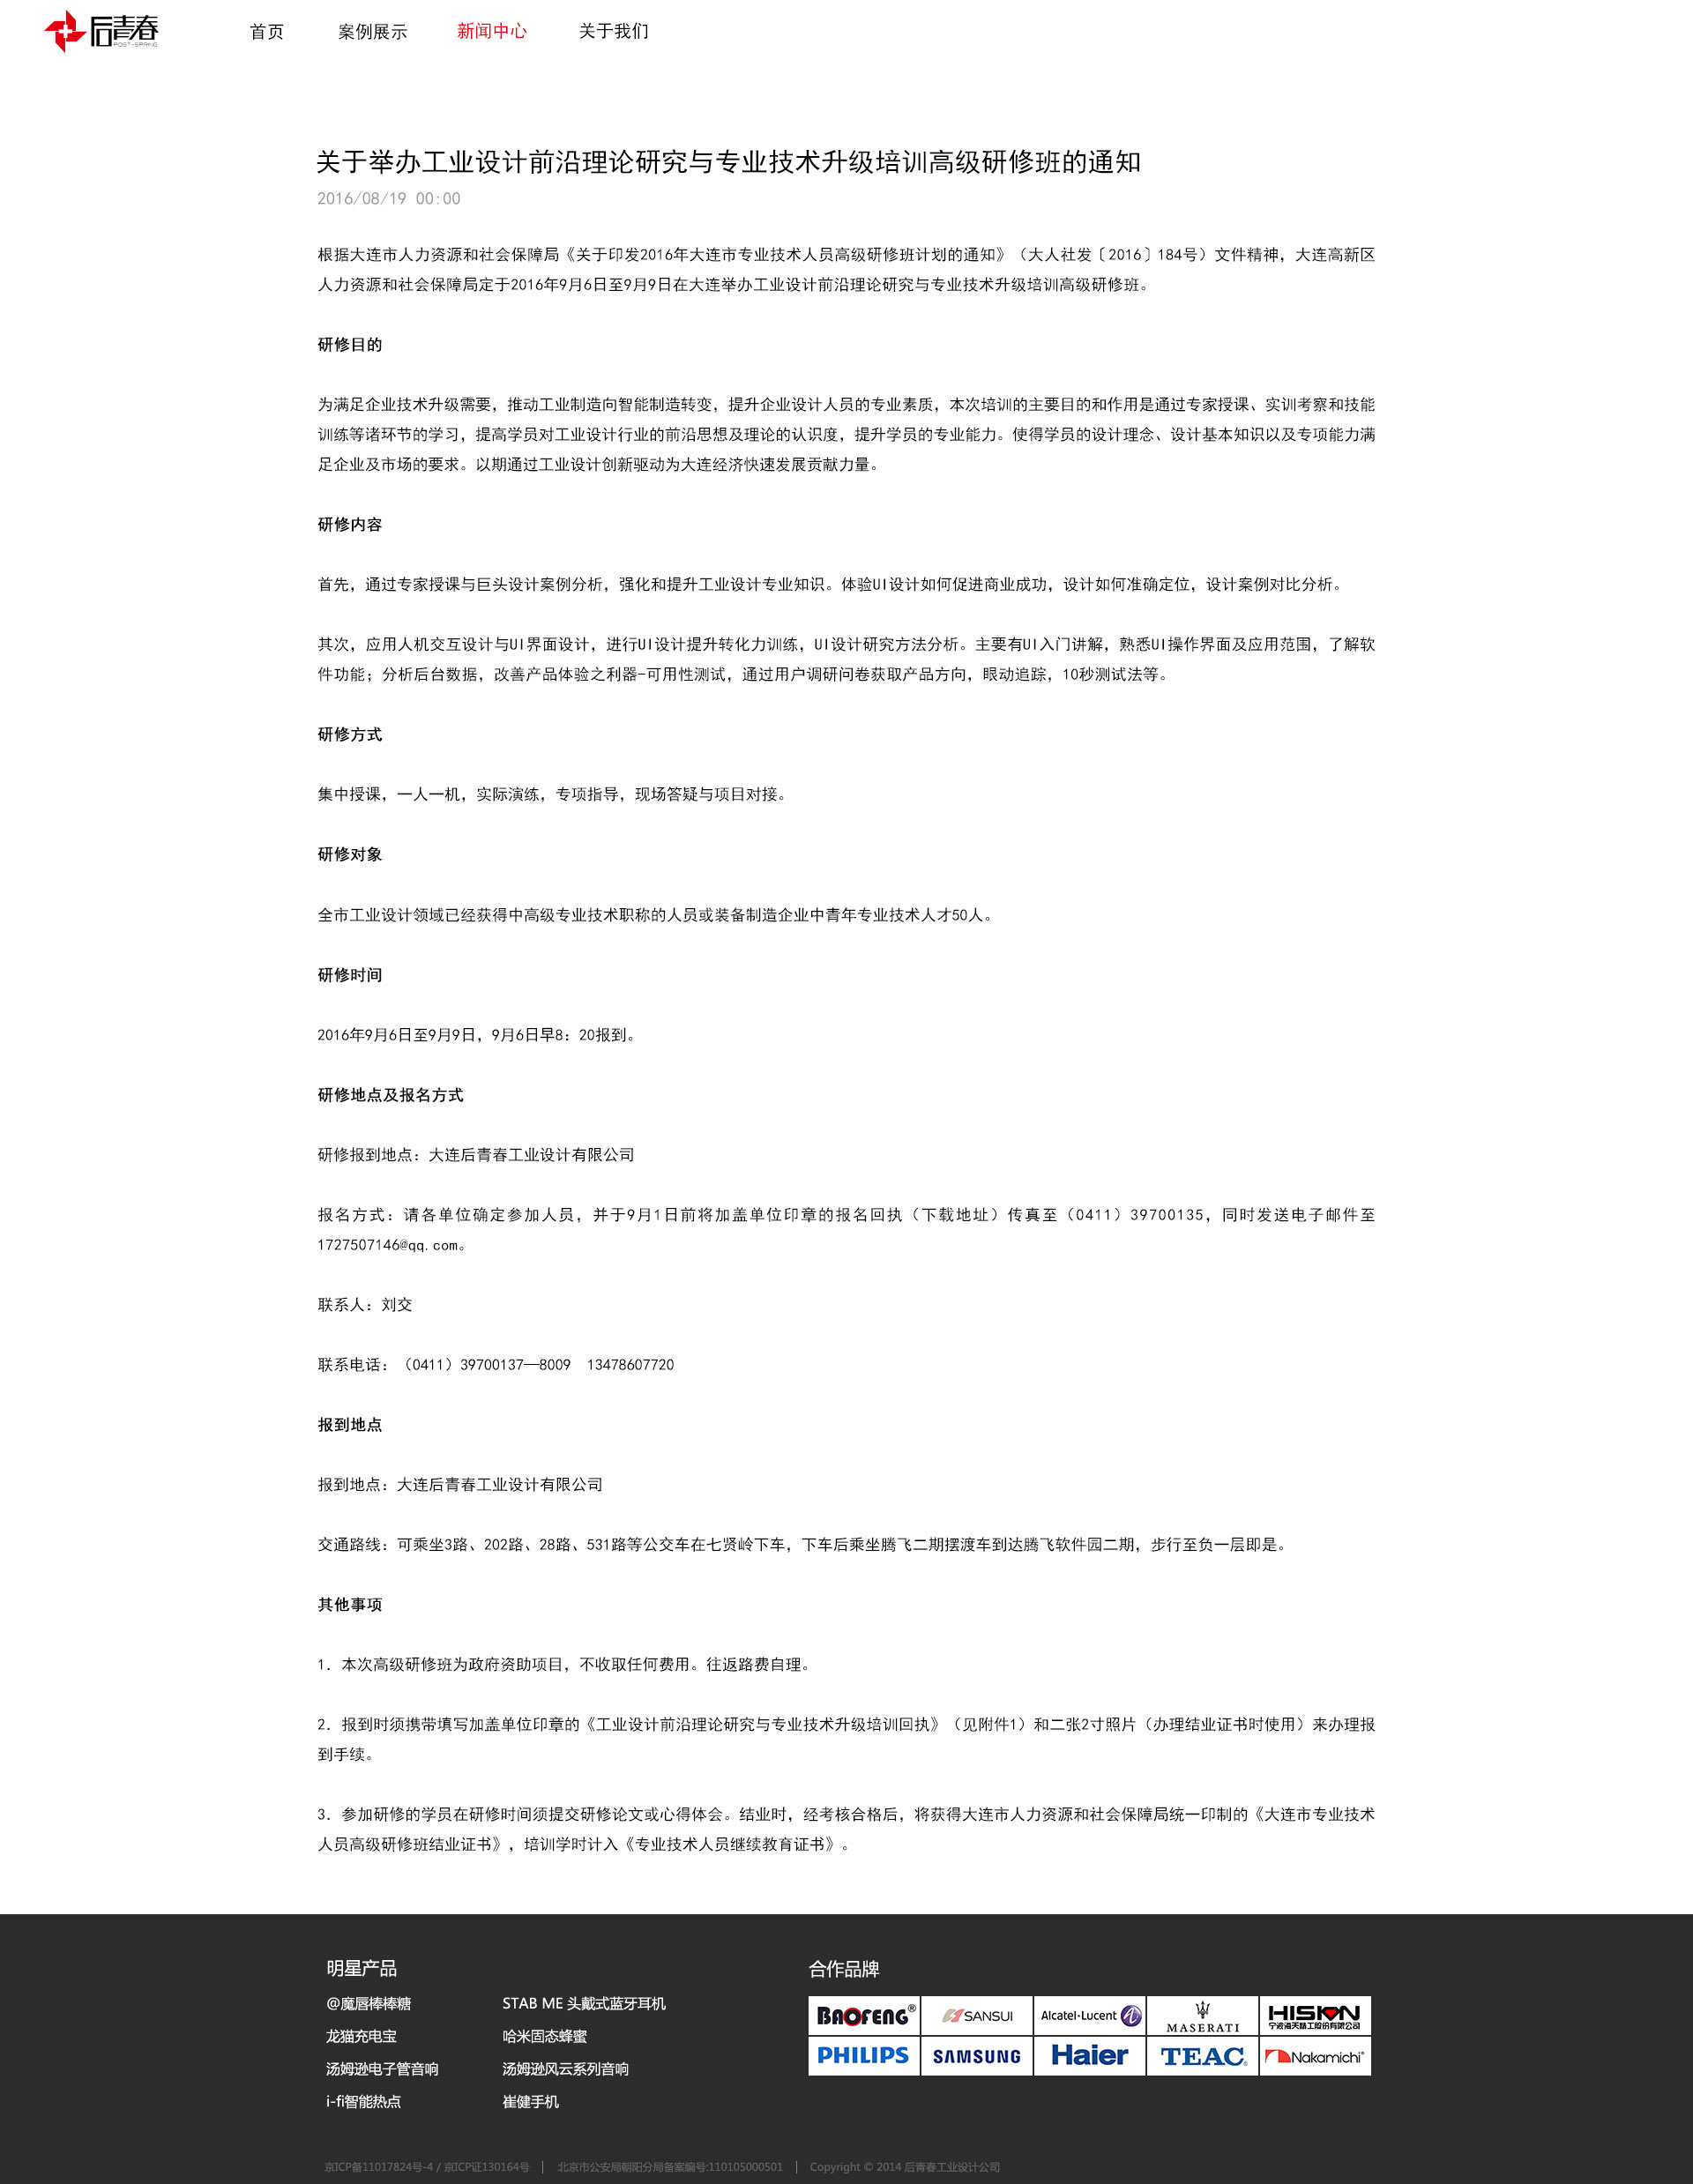 后青春
POST-SPRING
首页 案例展示 新闻中心 关于我们
关于举办工业设计前沿理论研究与专业技术升级培训高级研修班的通知
2016/08/19 00:00
根据大连市人力资源和社会保障局《关于印发2016年大连市专业技术人员高级研修班计划的通知》（大人社发〔2016〕184号）文件精神，大连高新区
人力资源和社会保障局定于2016年9月6日至9月9日在大连举办工业设计前沿理论研究与专业技术升级培训高级研修班。
研修目的
为满足企业技术升级需要，推动工业制造向智能制造转变，提升企业设计人员的专业素质，本次培训的主要目的和作用是通过专家授课、实训考察和技能
训练等诸环节的学习，提高学员对工业设计行业的前沿思想及理论的认识度，提升学员的专业能力。使得学员的设计理念、设计基本知识以及专项能力满
足企业及市场的要求。以期通过工业设计创新驱动为大连经济快速发展贡献力量。
研修内容
首先，通过专家授课与巨头设计案例分析，强化和提升工业设计专业知识。体验UI设计如何促进商业成功，设计如何准确定位，设计案例对比分析。
其次，应用人机交互设计与UI界面设计，进行UI设计提升转化力训练，UI设计研究方法分析。主要有UI入门讲解，熟悉UI操作界面及应用范围，了解软
件功能；分析后台数据，改善产品体验之利器-可用性测试，通过用户调研问卷获取产品方向，眼动追踪，10秒测试法等。
研修方式
集中授课，一人一机，实际演练，专项指导，现场答疑与项目对接。
研修对象
全市工业设计领域已经获得中高级专业技术职称的人员或装备制造企业中青年专业技术人才50人。
研修时间
2016年9月6日至9月9日，9月6日早8：20报到。
研修地点及报名方式
研修报到地点：大连后青春工业设计有限公司
报名方式：请各单位确定参加人员，并于9月1日前将加盖单位印章的报名回执（下载地址）传真至（0411）39700135，同时发送电子邮件至
1727507146@qq.com。
联系人：刘交
联系电话：（0411）39700137—8009 13478607720
报到地点
报到地点：大连后青春工业设计有限公司
交通路线：可乘坐3路、202路、28路、531路等公交车在七贤岭下车，下车后乘坐腾飞二期摆渡车到达腾飞软件园二期，步行至负一层即是。
其他事项
1. 本次高级研修班为政府资助项目，不收取任何费用。往返路费自理。
2. 报到时须携带填写加盖单位印章的《工业设计前沿理论研究与专业技术升级培训回执》（见附件1）和二张2寸照片（办理结业证书时使用）来办理报
到手续。
3. 参加研修的学员在研修时间须提交研修论文或心得体会。结业时，经考核合格后，将获得大连市人力资源和社会保障局统一印制的《大连市专业技术
人员高级研修班结业证书》，培训学时计入《专业技术人员继续教育证书》。
明星产品 合作品牌
@魔唇棒棒糖 STAB ME 头戴式蓝牙耳机
龙猫充电宝 哈米固态蜂蜜
汤姆逊电子管音响 汤姆逊风云系列音响
i-fi智能热点 崔健手机
BAOFENG® SANSUI Alcatel-Lucent MASERATI HISION
宁波海天精工股份有限公司
PHILIPS SAMSUNG Haier TEAC® Nakamichi®
京ICP备11017824号-4 / 京ICP证130164号 | 北京市公安局朝阳分局备案编号:110105000501 | Copyright © 2014 后青春工业设计公司